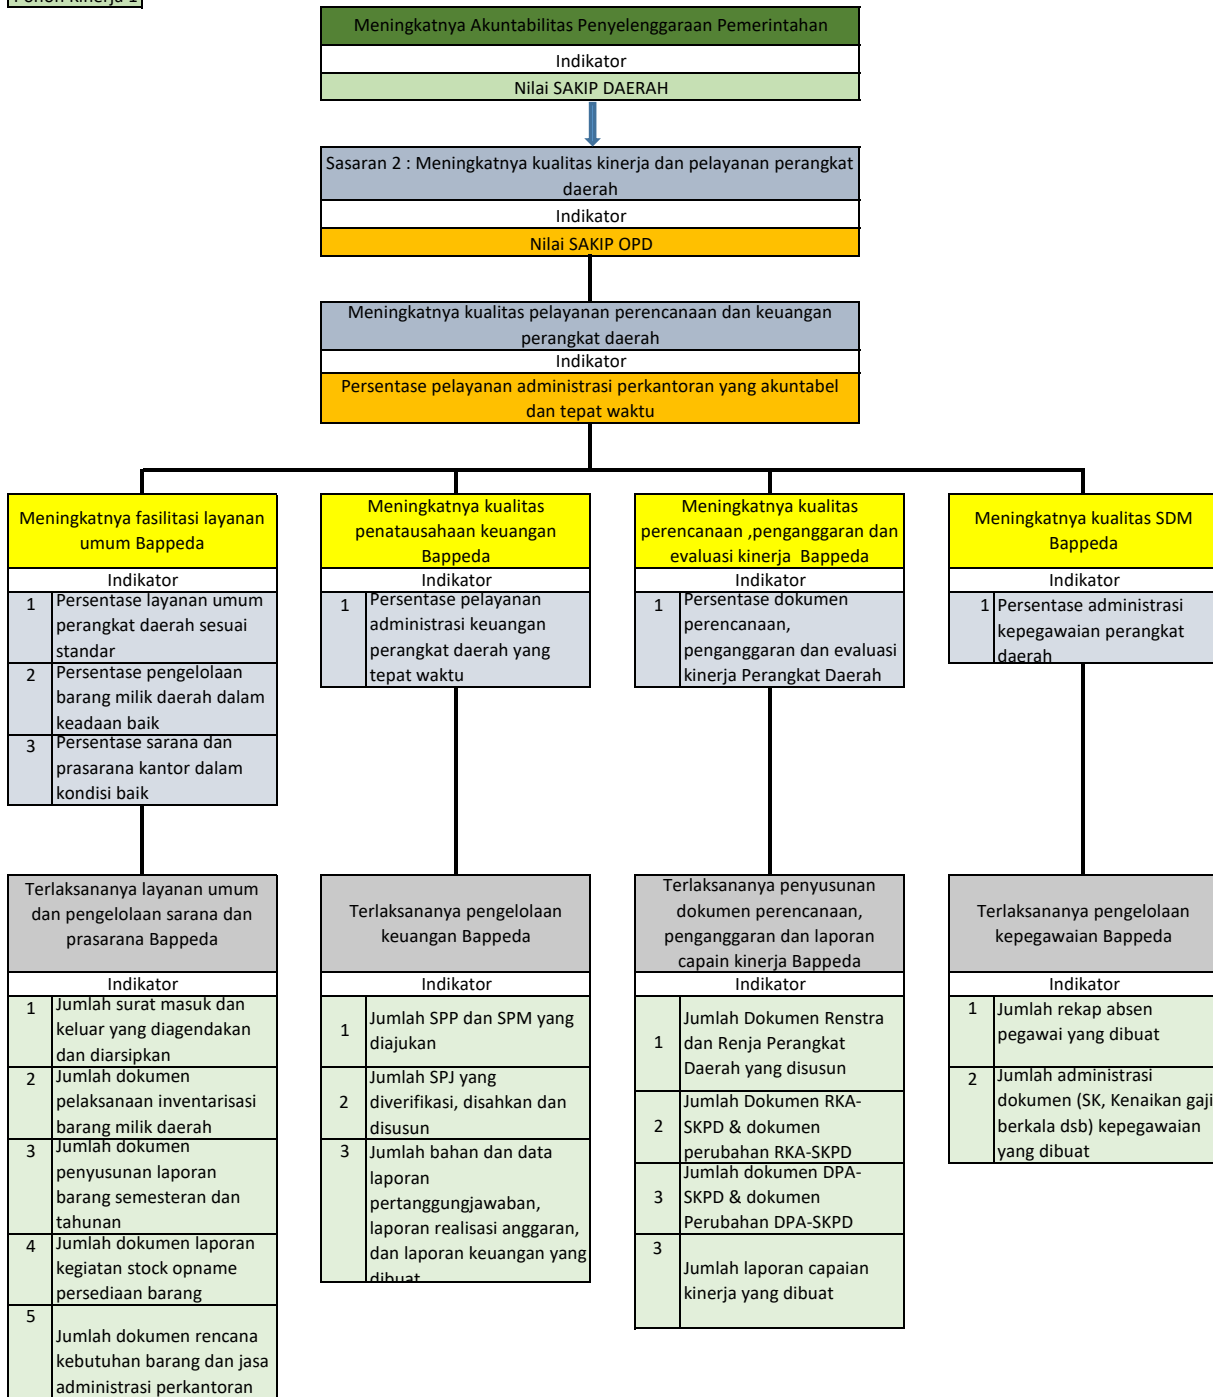 Pohon Kinerja 1
Meningkatnya Akuntabilitas Penyelenggaraan Pemerintahan
Indikator
Nilai SAKIP DAERAH
Sasaran 2 : Meningkatnya kualitas kinerja dan pelayanan perangkat
daerah
Indikator
Nilai SAKIP OPD
Meningkatnya kualitas pelayanan perencanaan dan keuangan
perangkat daerah
Indikator
Persentase pelayanan administrasi perkantoran yang akuntabel
dan tepat waktu
Meningkatnya fasilitasi layanan
umum Bappeda
Indikator
1 Persentase layanan umum
perangkat daerah sesuai
standar
2 Persentase pengelolaan
barang milik daerah dalam
keadaan baik
3 Persentase sarana dan
prasarana kantor dalam
kondisi baik
Meningkatnya kualitas
penatausahaan keuangan
Bappeda
Indikator
1 Persentase pelayanan
administrasi keuangan
perangkat daerah yang
tepat waktu
Meningkatnya kualitas
perencanaan ,penganggaran dan
evaluasi kinerja  Bappeda
Indikator
1 Persentase dokumen
perencanaan,
penganggaran dan evaluasi
kinerja Perangkat Daerah
Meningkatnya kualitas SDM
Bappeda
Indikator
1 Persentase administrasi
kepegawaian perangkat
daerah
Terlaksananya layanan umum
dan pengelolaan sarana dan
prasarana Bappeda
Indikator
1 Jumlah surat masuk dan
keluar yang diagendakan
dan diarsipkan
2 Jumlah dokumen
pelaksanaan inventarisasi
barang milik daerah
3 Jumlah dokumen
penyusunan laporan
barang semesteran dan
tahunan
4 Jumlah dokumen laporan
kegiatan stock opname
persediaan barang
5
Jumlah dokumen rencana
kebutuhan barang dan jasa
administrasi perkantoran
Terlaksananya pengelolaan
keuangan Bappeda
Indikator
1 Jumlah SPP dan SPM yang
diajukan
Jumlah SPJ yang
2 diverifikasi, disahkan dan
disusun
3 Jumlah bahan dan data
laporan
pertanggungjawaban,
laporan realisasi anggaran,
dan laporan keuangan yang
dibuat
Terlaksananya penyusunan
dokumen perencanaan,
penganggaran dan laporan
capain kinerja Bappeda
Indikator
Jumlah Dokumen Renstra
1 dan Renja Perangkat
Daerah yang disusun
Jumlah Dokumen RKA-
2 SKPD & dokumen
perubahan RKA-SKPD
Jumlah dokumen DPA-
3 SKPD & dokumen
Perubahan DPA-SKPD
3
Jumlah laporan capaian
kinerja yang dibuat
Terlaksananya pengelolaan
kepegawaian Bappeda
Indikator
1 Jumlah rekap absen
pegawai yang dibuat
2 Jumlah administrasi
dokumen (SK, Kenaikan gaji
berkala dsb) kepegawaian
yang dibuat